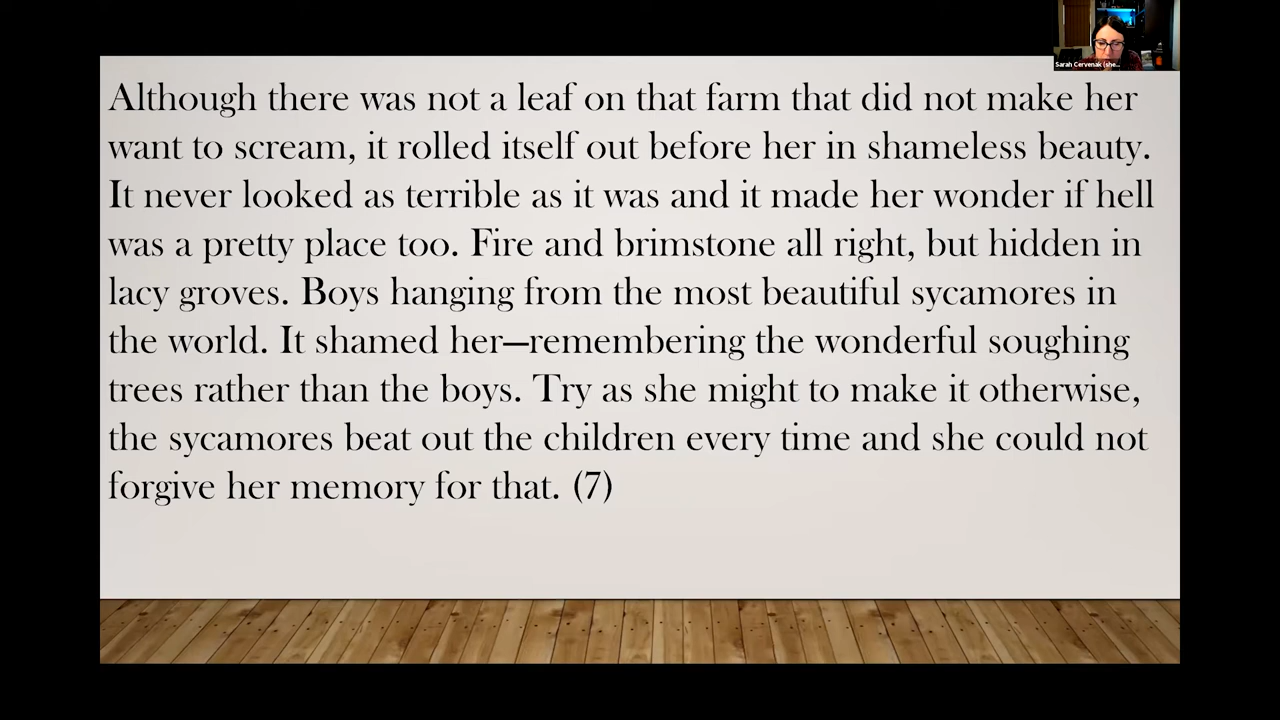 Sarah Cervenak (she...
Although there was not a leaf on that farm that did not make her
want to scream, it rolled itself out before her in shameless beauty.
It never looked as terrible as it was and it made her wonder if hell
was a pretty place too. Fire and brimstone all right, but hidden in
lacy groves. Boys hanging from the most beautiful sycamores in
the world. It shamed her—remembering the wonderful soughing
trees rather than the boys. Try as she might to make it otherwise,
the sycamores beat out the children every time and she could not
forgive her memory for that. (7)